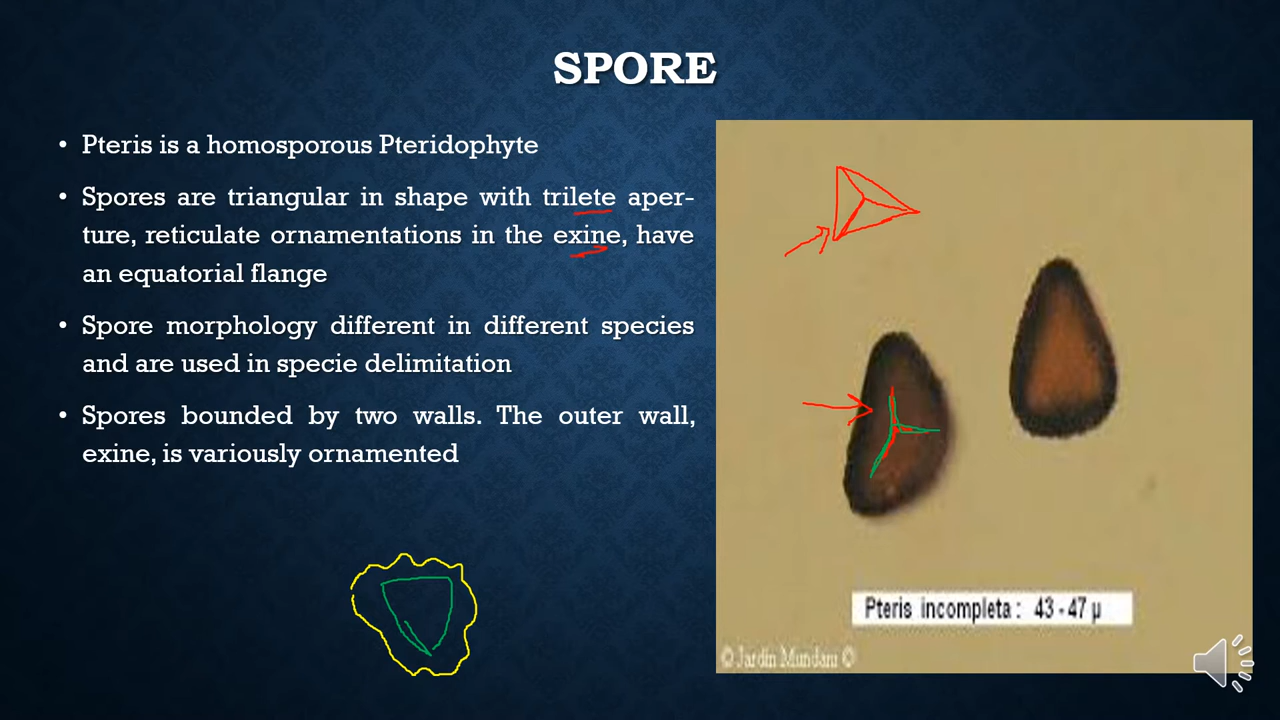 SPORE
• Pteris is a homosporous Pteridophyte
• Spores are triangular in shape with trilete aper-
ture, reticulate ornamentations in the exine, have
an equatorial flange
• Spore morphology different in different species
and are used in specie delimitation
• Spores bounded by two walls. The outer wall,
exine, is variously ornamented
Pteris incompleta : 43 - 47 µ
© Jardin Mundani ©